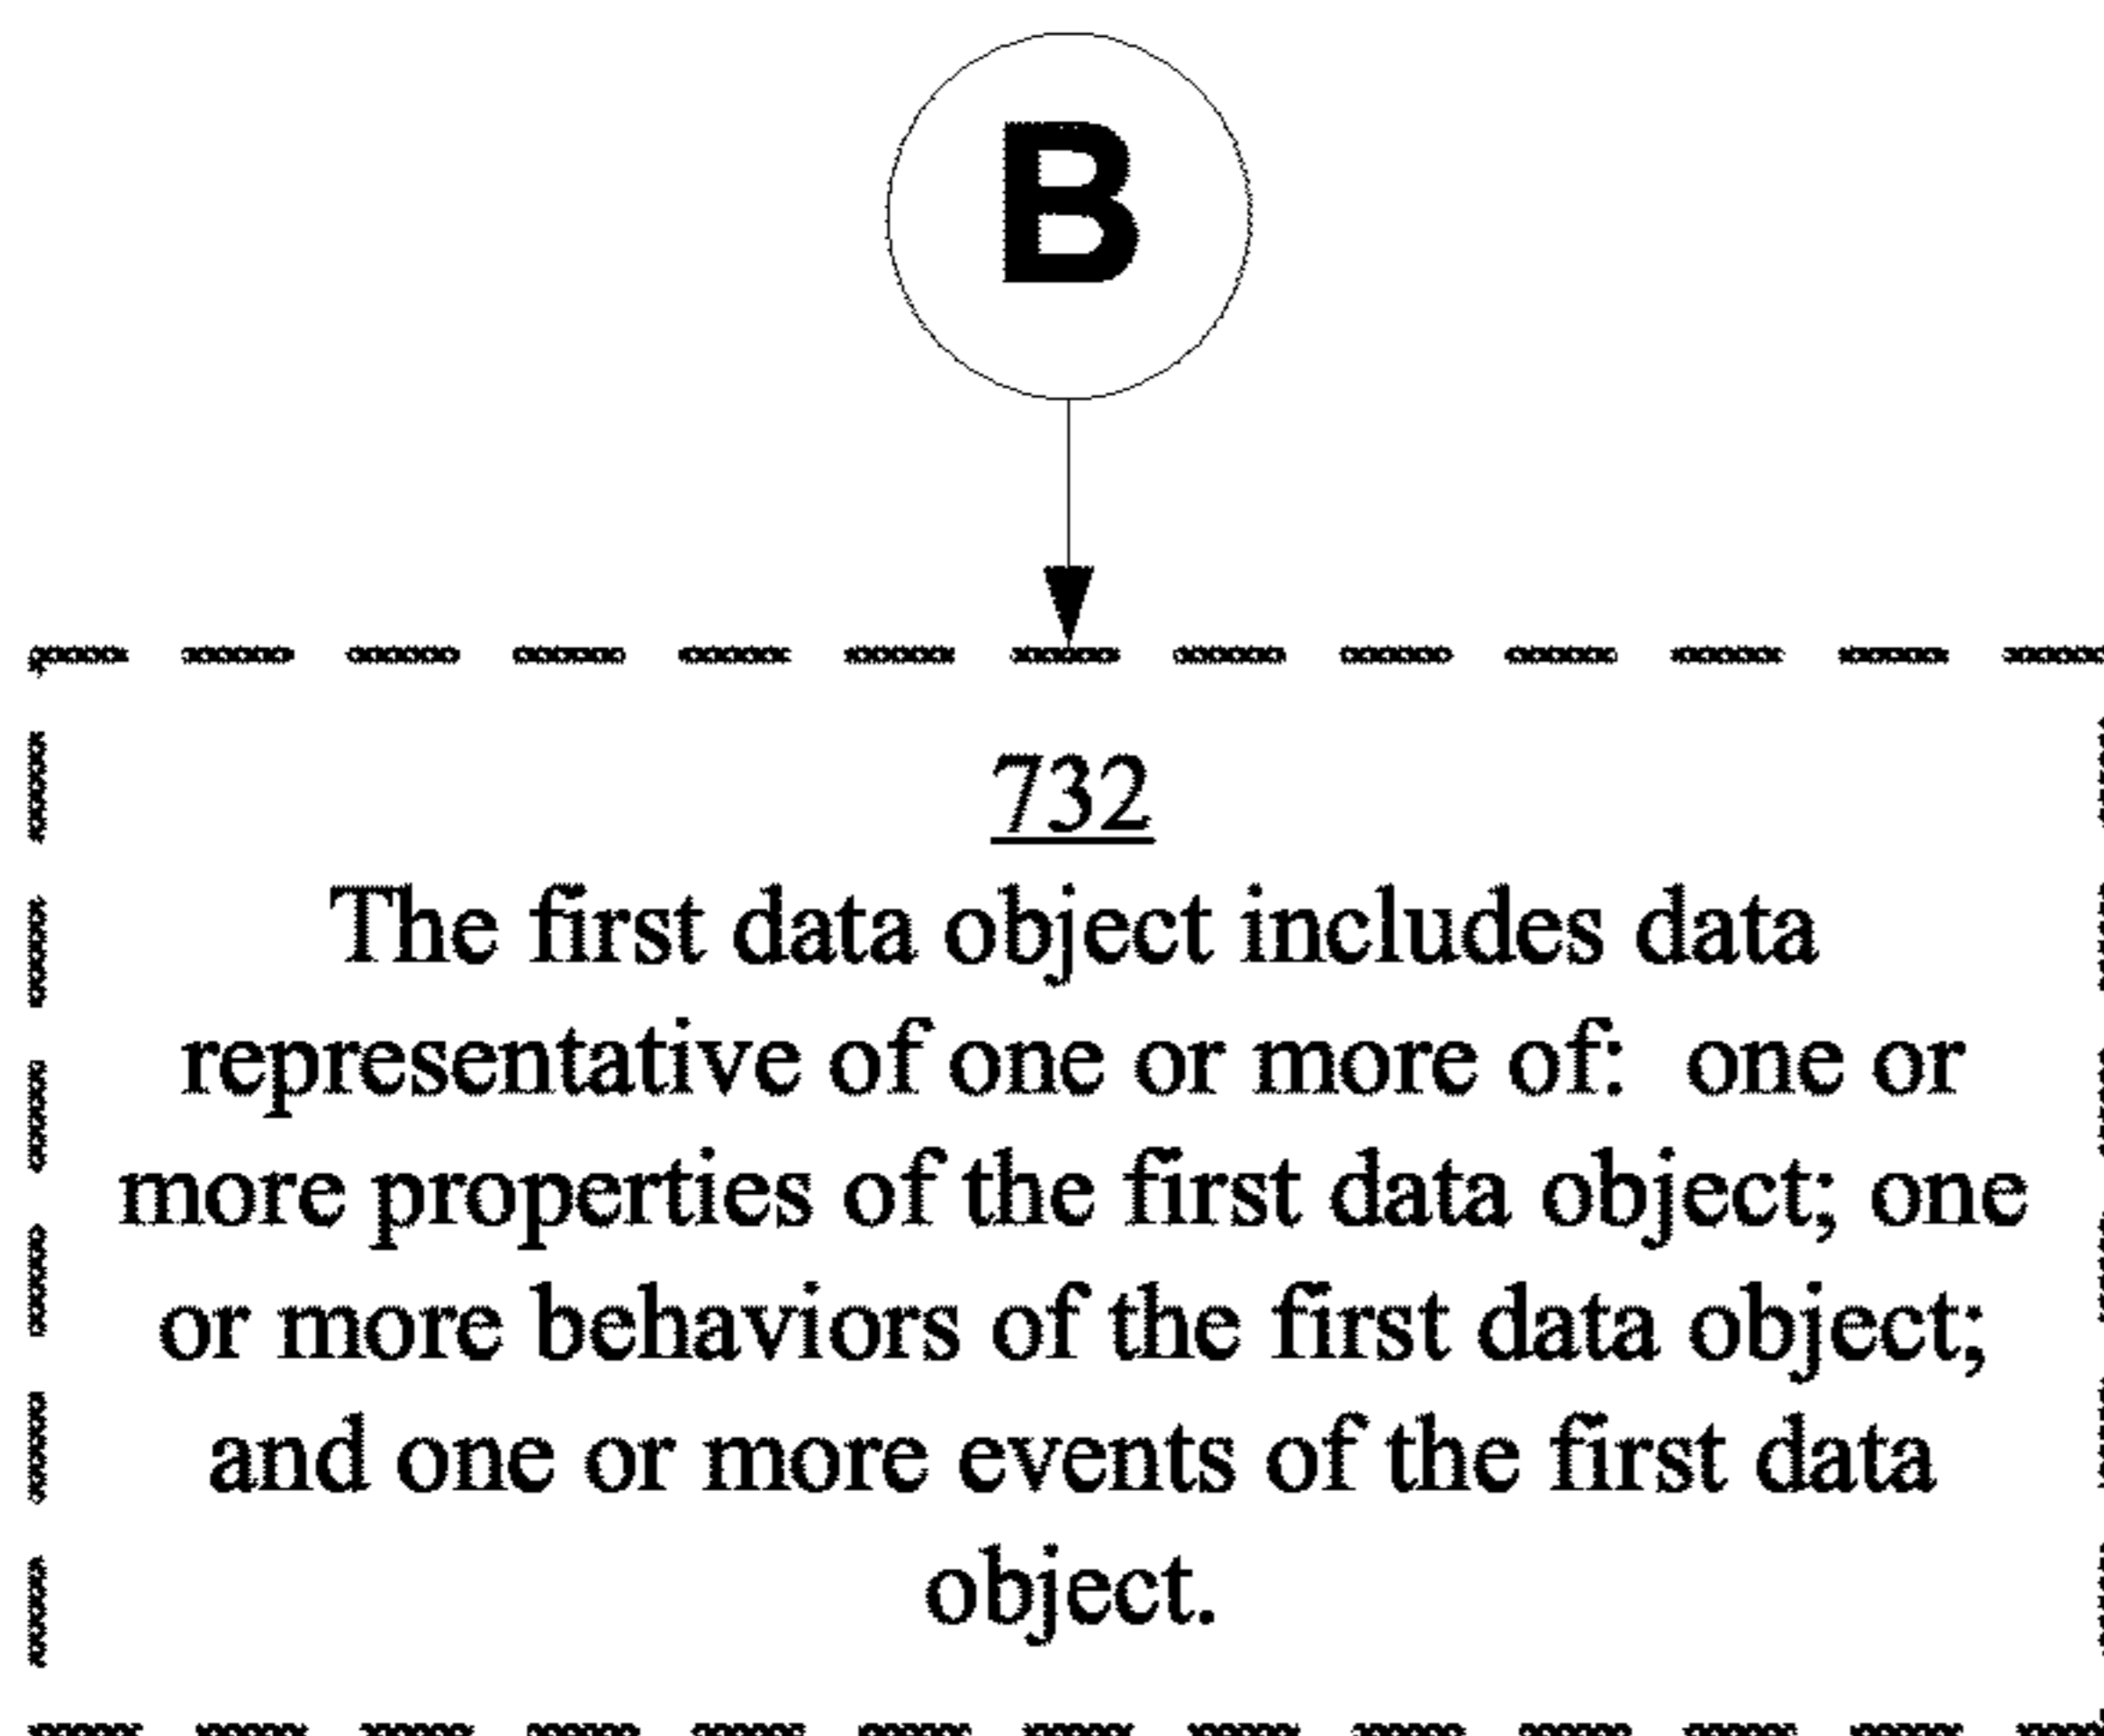 B
732
The first data object includes data
representative of one or more of:  one or
more properties of the first data object; one
or more behaviors of the first data object;
and one or more events of the first data
object.